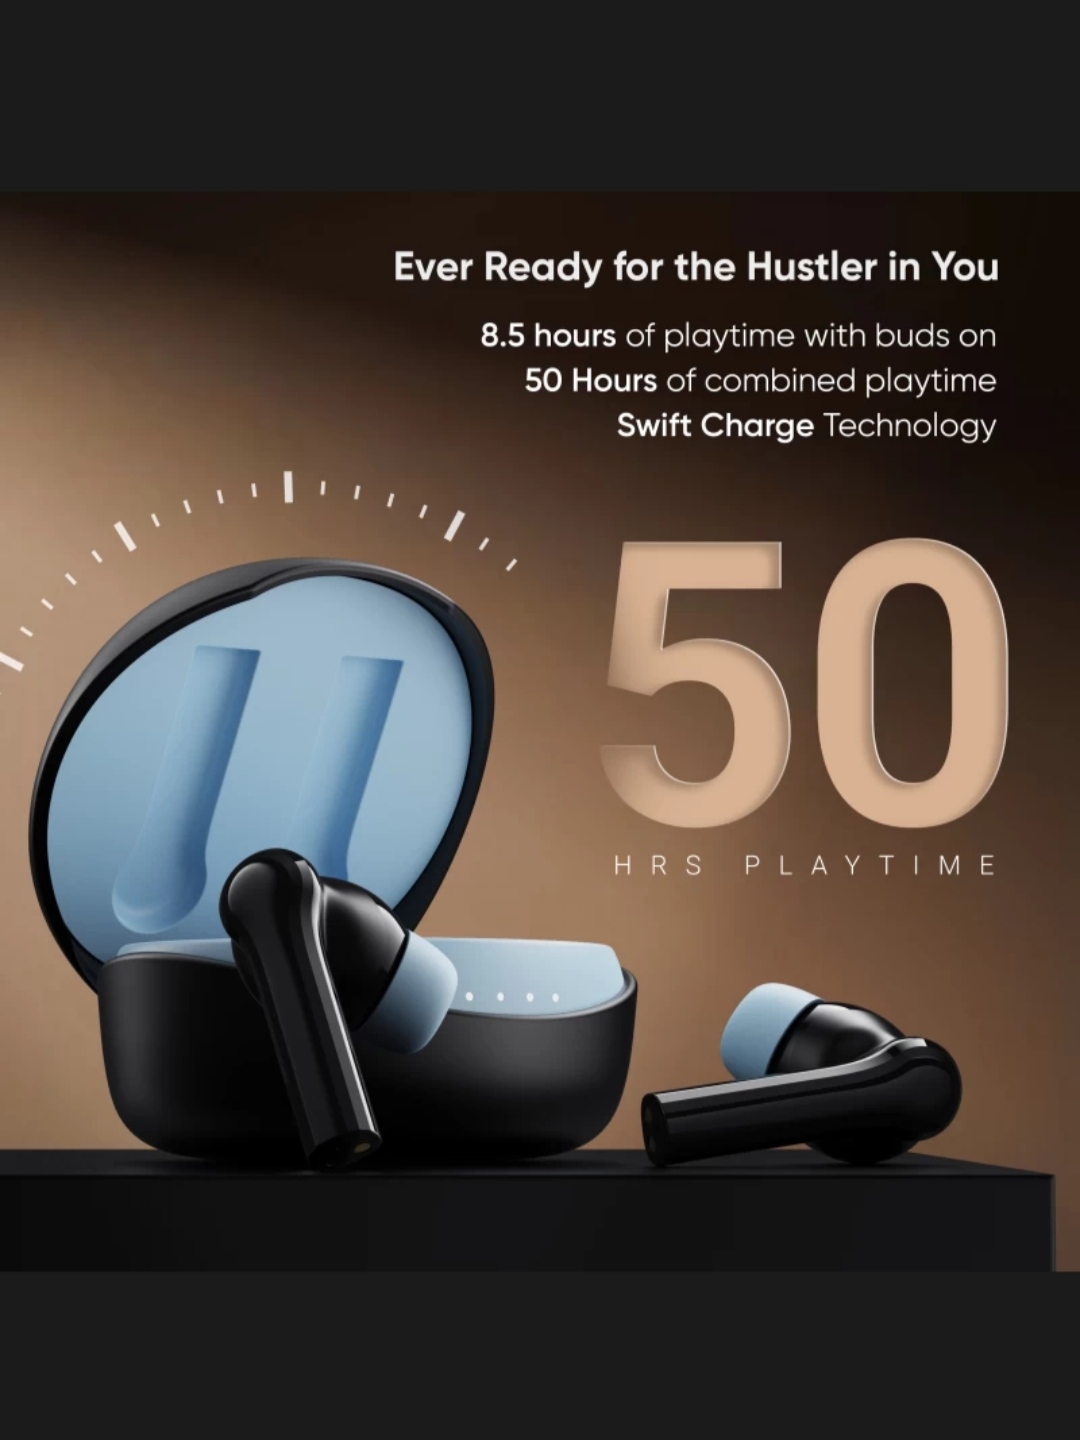 Ever Ready for the Hustler in You
8.5 hours of playtime with buds on
50 Hours of combined playtime
Swift Charge Technology
50
HRS PLAYTIME